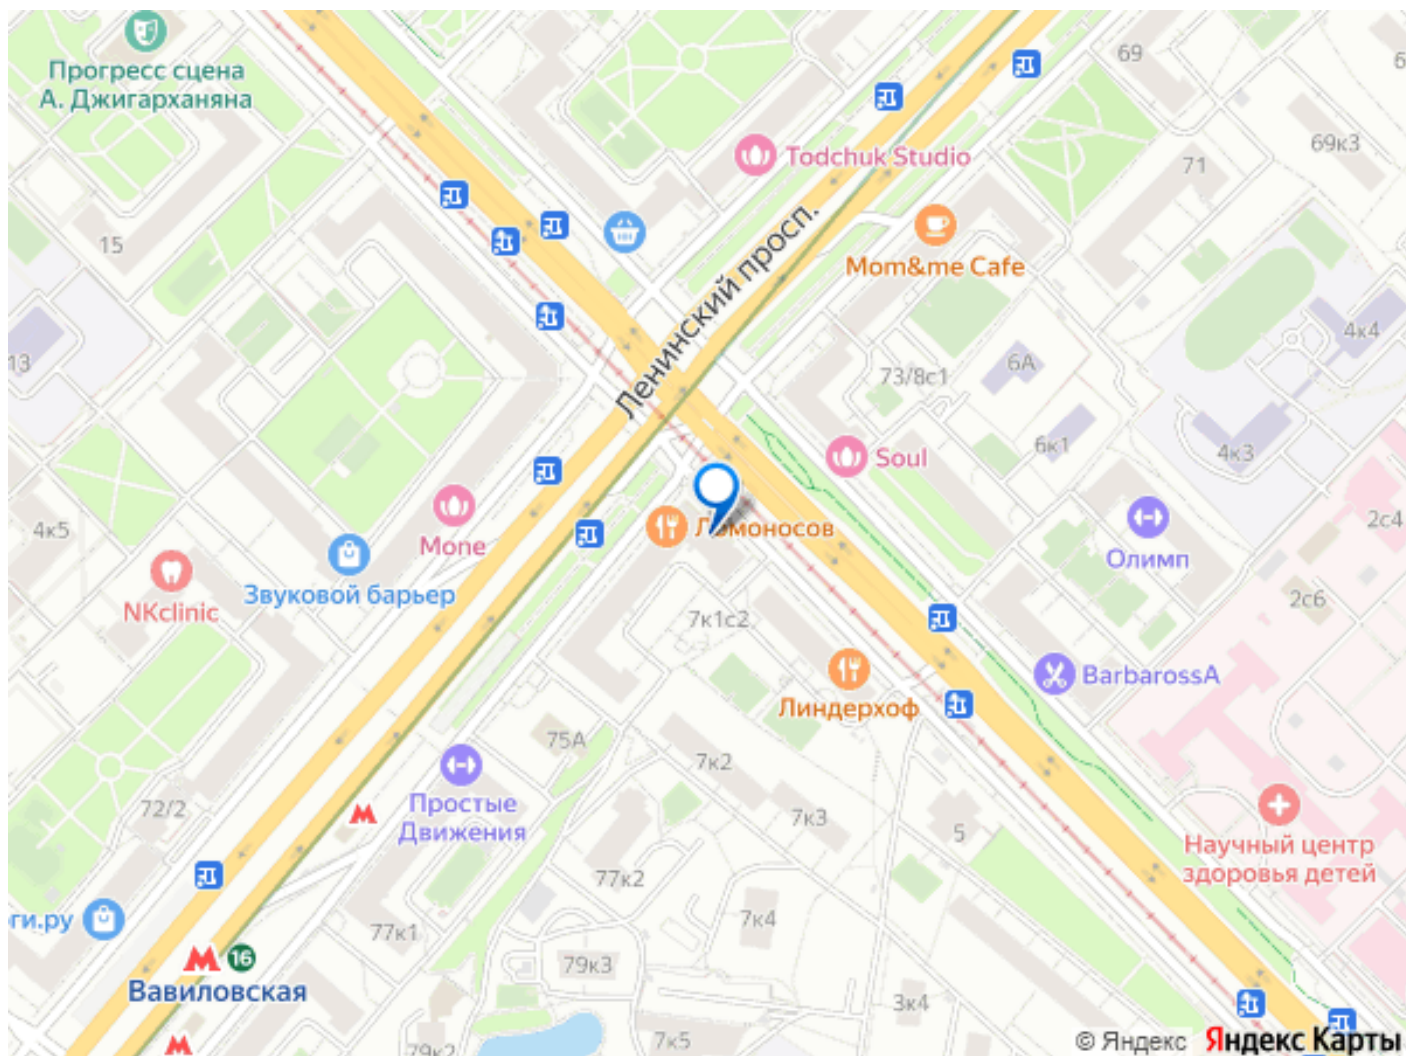 Прогресс сцена
А. Джигарханяна
69
69к3
71
Todchuk Studio
15
Mom&me Cafe
Ленинский просп.
4к4
13
6А
73/8с1
6к1
4к3
Soul
2с4
4к5
Mone
Ломоносов
Олимп
Звуковой барьер
NKclinic
2с6
7к1с2
BarbarossA
Линдерхоф
75А
7к2
Простые
Движения
72/2
7к3
5
Научный центр
здоровья детей
77к2
7к4
ги.ру
77к1
16
79к3
Вавиловская
3к4
79к2
7к5
© Яндекс
Яндекс Карты